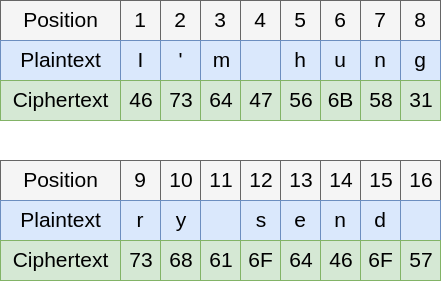 Position 1 2 3 4 5 6 7 8
Plaintext I ' m h u n g
Ciphertext 46 73 64 47 56 6B 58 31
Position 9 10 11 12 13 14 15 16
Plaintext r y s e n d
Ciphertext 73 68 61 6F 64 46 6F 57